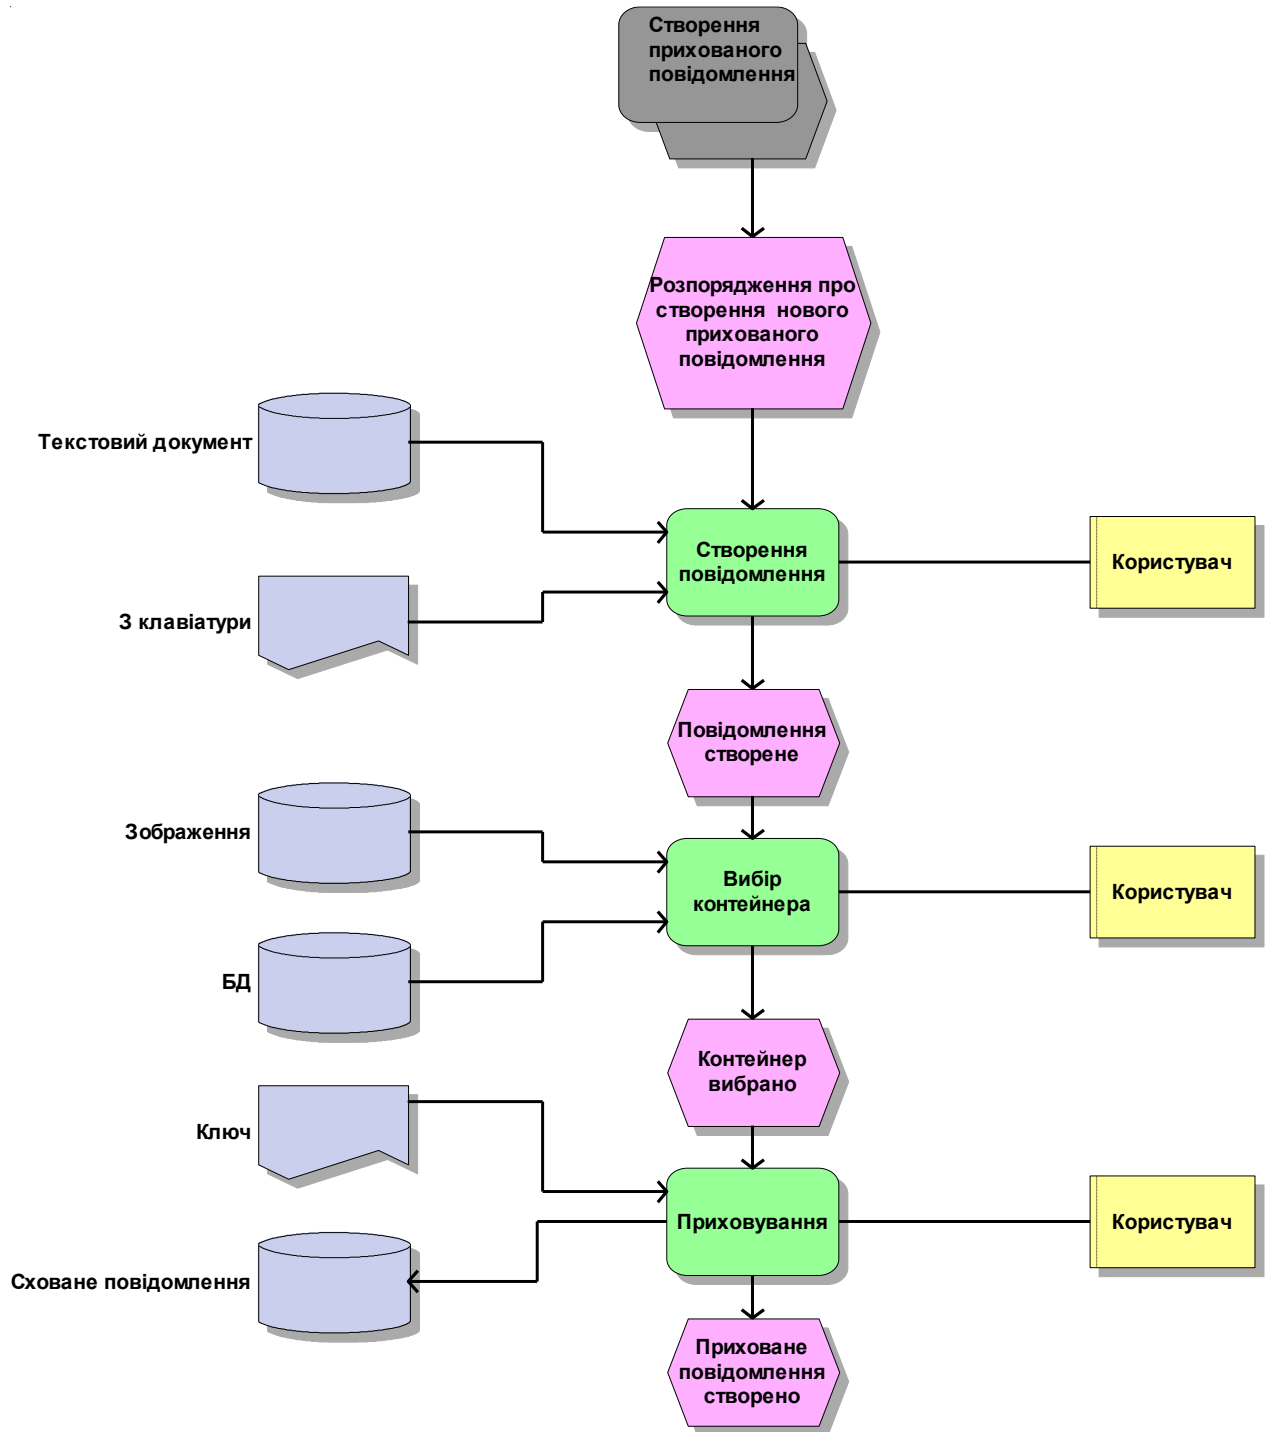 Створення
прихованого
повідомлення
Розпорядження про
створення нового
прихованого
повідомлення
Текстовий документ
Створення
повідомлення
Користувач
З клавіатури
Повідомлення
створене
Зображення
Вибір
контейнера
Користувач
БД
Контейнер
вибрано
Ключ
Приховування
Користувач
Сховане повідомлення
Приховане
повідомлення
створено